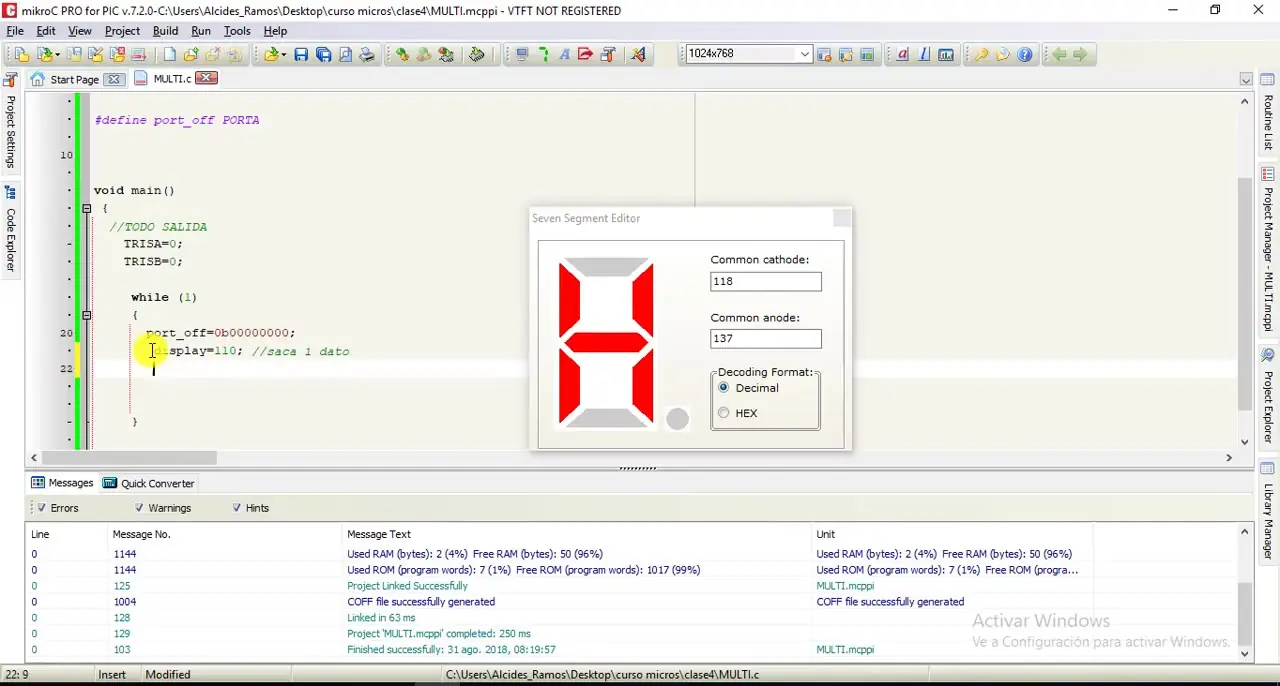 mikroC PRO for PIC v.7.2.0-C:\Users\Alcides_Ramos\Desktop\curso micros\clase4\MULTI.mcppi - VTFT NOT REGISTERED
File Edit View Project Build Run Tools Help
1024x768
Start Page MULTI.c
#define port_off PORTA
10
void main()
{
//TODO SALIDA
TRISA=0;
TRISB=0;
while (1)
{
20 port_off=0b00000000;
display=110; //saca 1 dato
22
}
Project Settings
Code Explorer
Seven Segment Editor
Common cathode:
118
Common anode:
137
Decoding Format:
Decimal
HEX
Routine List
Project Manager - MULTI.mcppi
Project Explorer
Library Manager
Messages Quick Converter
Errors Warnings Hints
Line Message No. Message Text Unit
0 1144 Used RAM (bytes): 2 (4%) Free RAM (bytes): 50 (96%) Used RAM (bytes): 2 (4%) Free RAM (bytes): 50 (96%)
0 1144 Used ROM (program words): 7 (1%) Free ROM (program words): 1017 (99%) Used ROM (program words): 7 (1%) Free ROM (progra...
0 125 Project Linked Successfully MULTI.mcppi
0 1004 COFF file successfully generated COFF file successfully generated
0 128 Linked in 63 ms
0 129 Project 'MULTI.mcppi' completed: 250 ms
0 103 Finished successfully: 31 ago. 2018, 08:19:57 MULTI.mcppi
Activar Windows
Ve a Configuración para activar Windows.
22: 9 Insert Modified C:\Users\Alcides_Ramos\Desktop\curso micros\clase4\MULTI.c